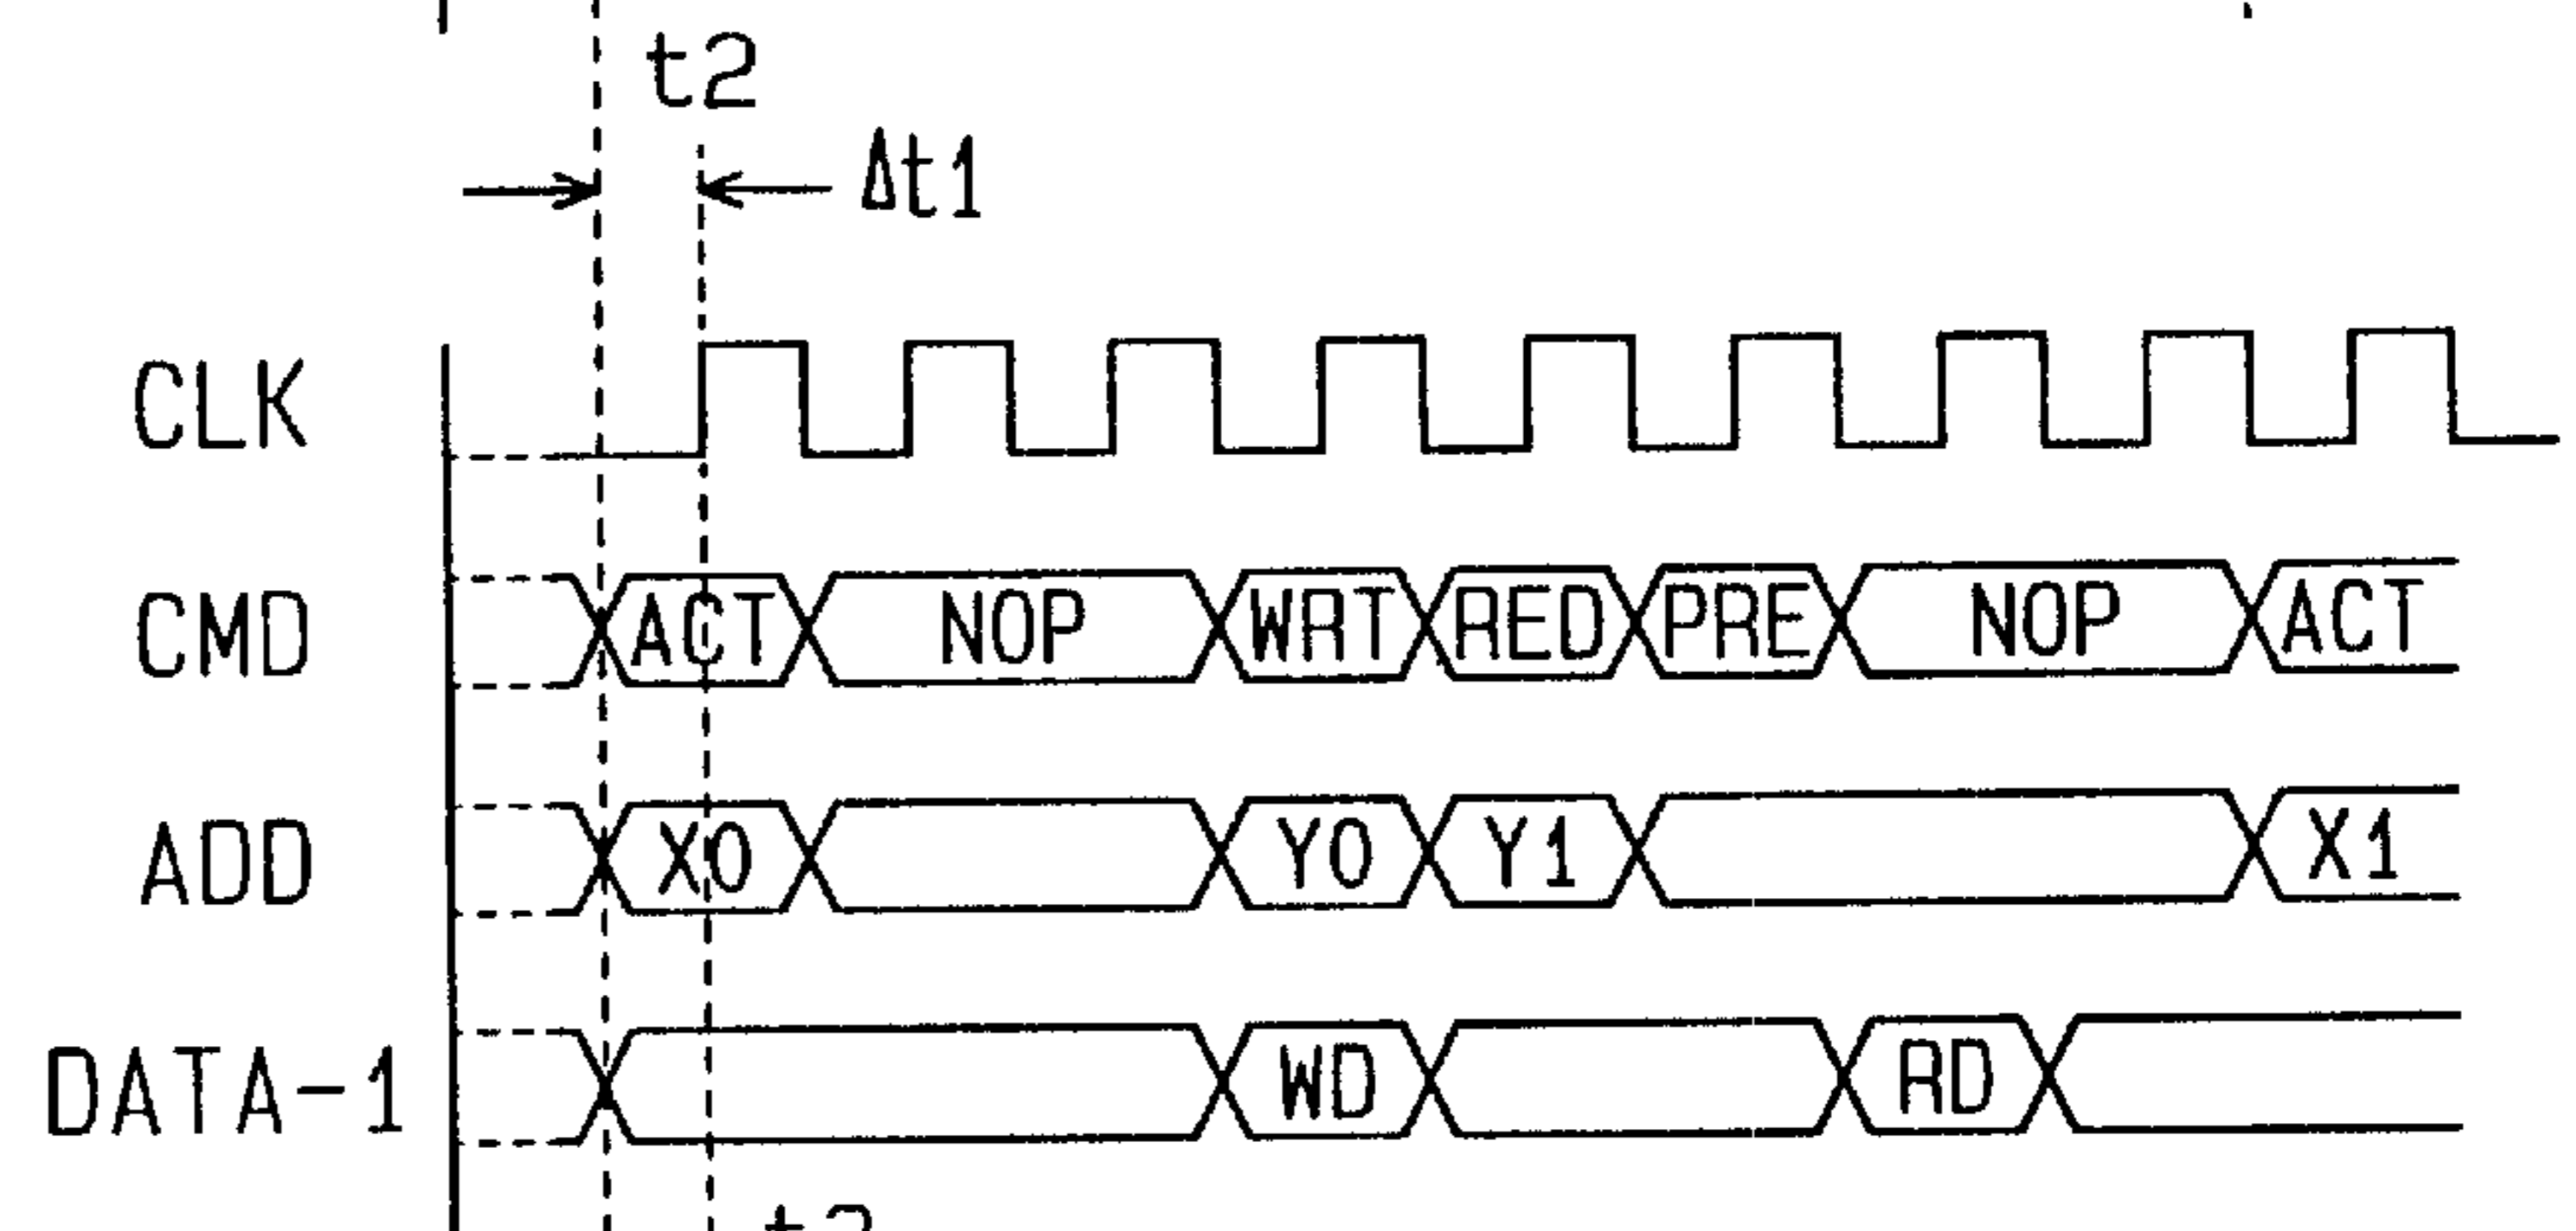 t2
Δt1
CLK
CMD ACT NOP WRT RED PRE NOP ACT
ADD X0 Y0 Y1 X1
DATA-1 WD RD